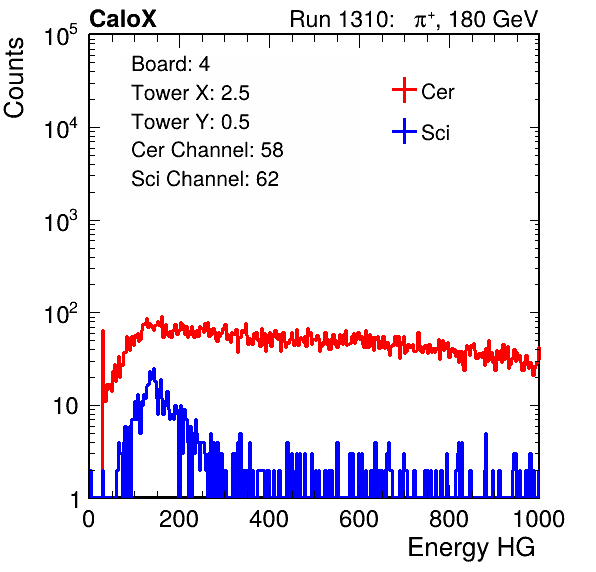 CaloX Run 1310: π⁺, 180 GeV
Counts
10⁵
10⁴
10³
10²
10
1
Board: 4
Tower X: 2.5
Tower Y: 0.5
Cer Channel: 58
Sci Channel: 62
Cer
Sci
0 200 400 600 800 1000
Energy HG